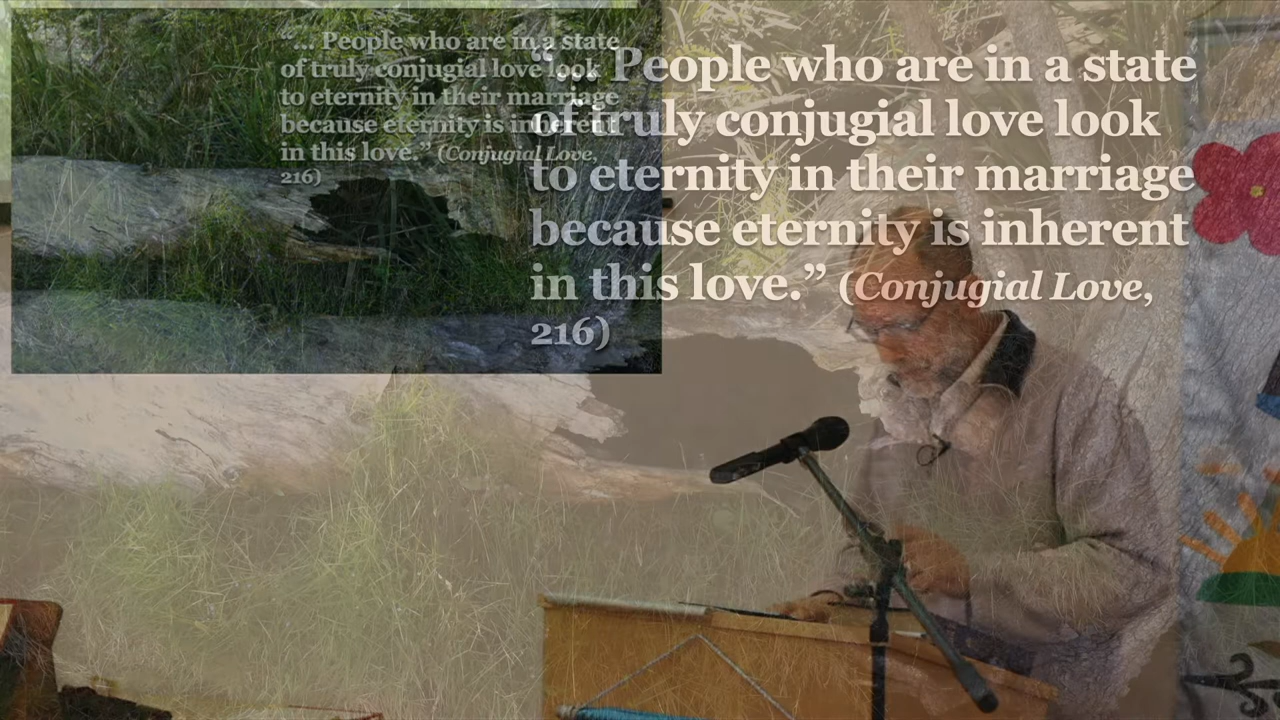 “... People who are in a state
of truly conjugial love look
to eternity in their marriage
because eternity is inherent
in this love.” (Conjugial Love,
216)
“... People who are in a state
of truly conjugial love look
to eternity in their marriage
because eternity is inherent
in this love.” (Conjugial Love,
216)